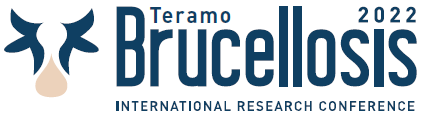 Teramo 2022
Brucellosis
INTERNATIONAL RESEARCH CONFERENCE